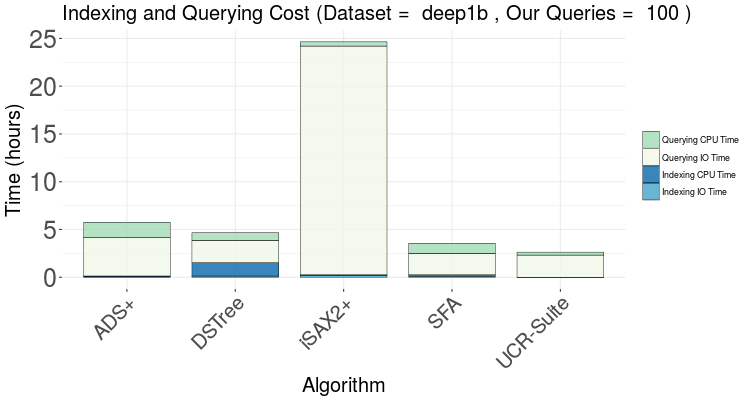 Indexing and Querying Cost (Dataset =  deep1b , Our Queries =  100 )
Time (hours)
25
20
15
10
5
0
Querying CPU Time
Querying IO Time
Indexing CPU Time
Indexing IO Time
ADS+
DSTree
iSAX2+
SFA
UCR-Suite
Algorithm